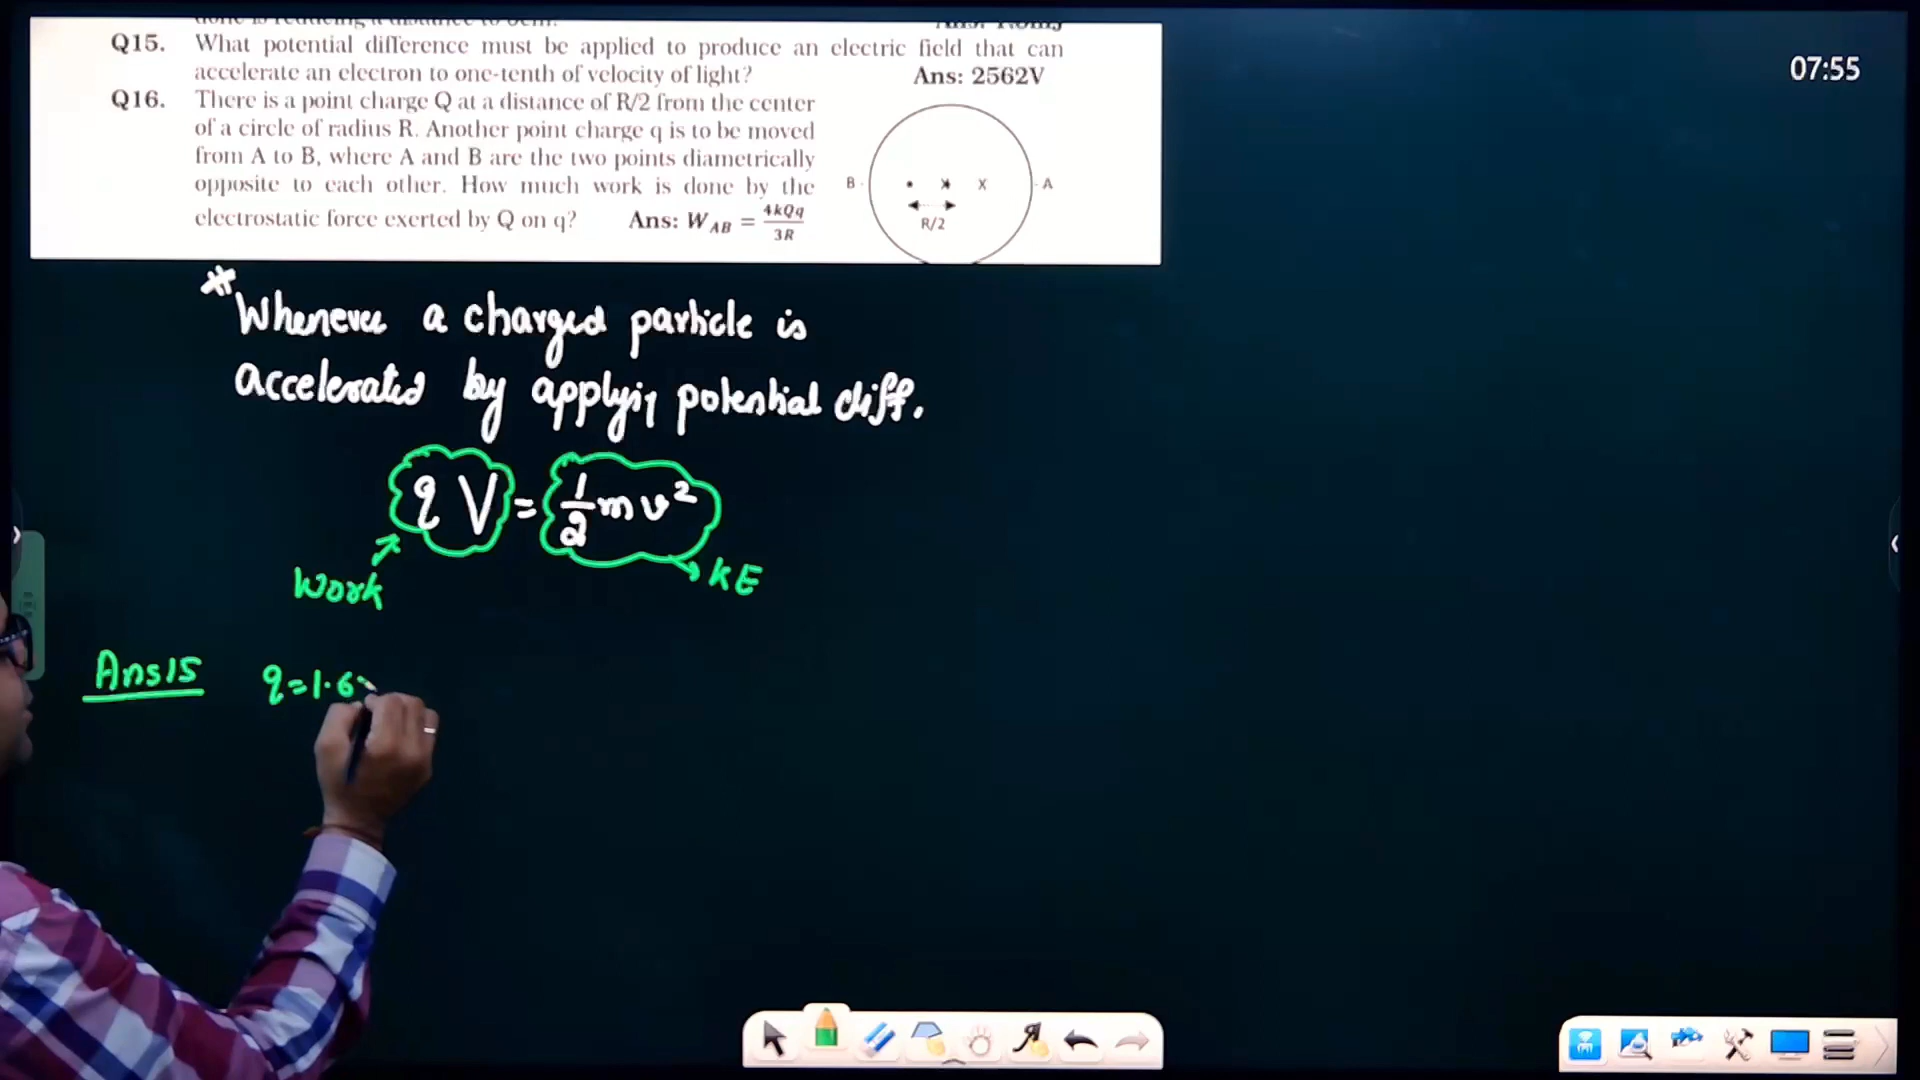 Q15. What potential difference must be applied to produce an electric field that can
accelerate an electron to one-tenth of velocity of light? Ans: 2562V
Q16. There is a point charge Q at a distance of R/2 from the center
of a circle of radius R. Another point charge q is to be moved
from A to B, where A and B are the two points diametrically
opposite to each other. How much work is done by the
electrostatic force exerted by Q on q? Ans: W_AB = 4kQq/3R
B x A
R/2
07:55
*Whenever a charged particle is
accelerated by applying potential diff.
q V = 1/2 m v²
Work
KE
Ans15 q=1.6